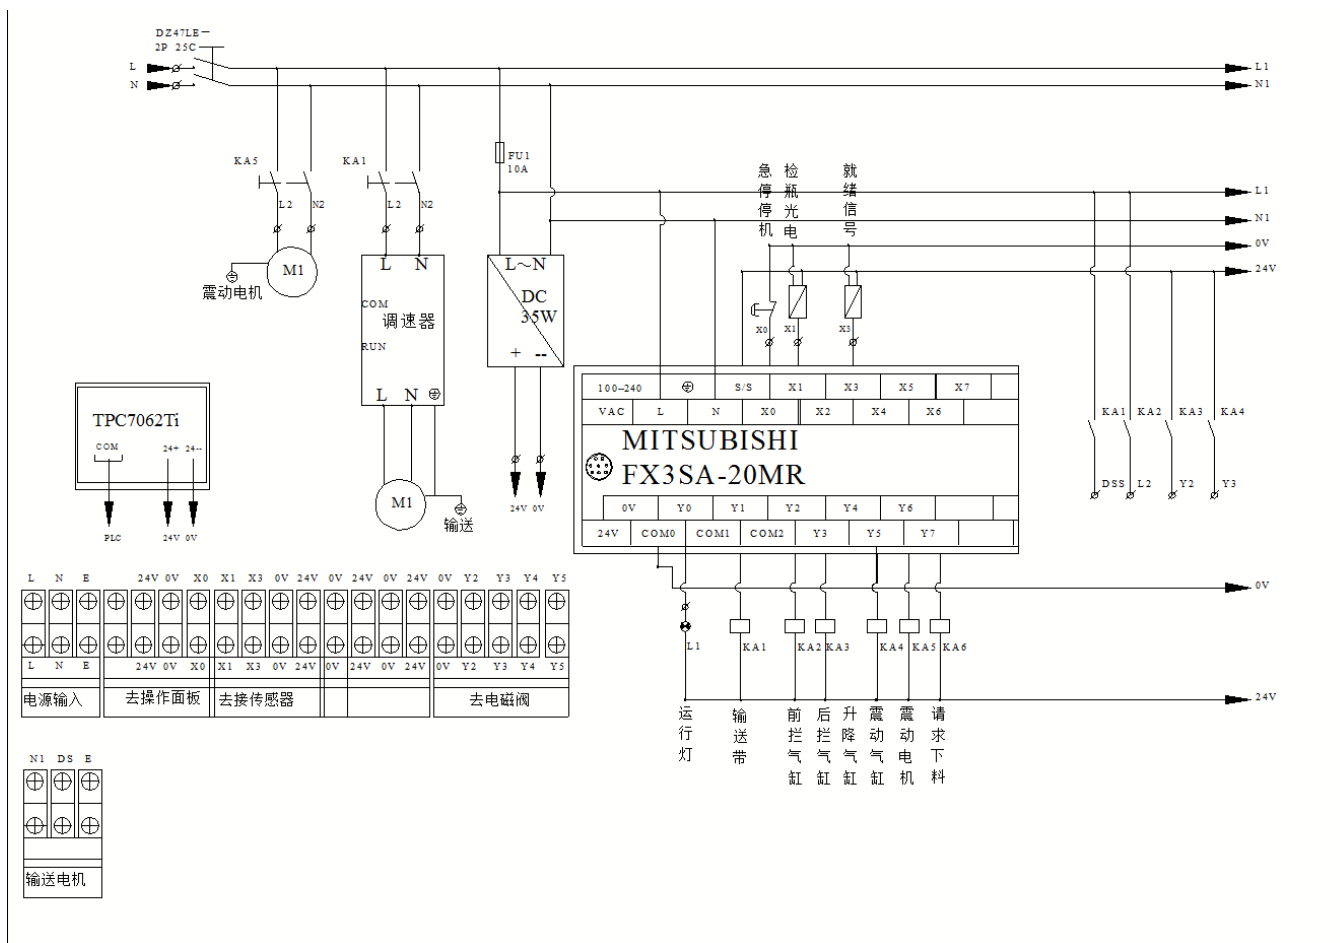 DZ47LE—
2P 25C
L
N
L1
N1
KA5
KA1
FU1
10A
急停停机
检瓶光电
就绪信号
L2
N2
L2
N2
L1
N1
0V
24V
M1
震动电机
L N
COM
调速器
RUN
L N
L~N
DC
35W
+ --
X0
X1
X3
TPC7062Ti
COM
24+
24--
PLC
24V 0V
M1
输送
24V 0V
100--240
S/S
X1
X3
X5
X7
VAC
L
N
X0
X2
X4
X6
MITSUBISHI
FX3SA-20MR
0V
Y0
Y1
Y2
Y4
Y6
24V
COM0
COM1
COM2
Y3
Y5
Y7
KA1
KA2
KA3
KA4
DSS
L2
Y2
Y3
L N E 24V 0V X0 X1 X3 0V 24V 0V 24V 0V 24V 0V Y2 Y3 Y4 Y5
L N E 24V 0V X0 X1 X3 0V 24V 0V 24V 0V 24V 0V Y2 Y3 Y4 Y5
电源输入
去操作面板
去接传感器
去电磁阀
0V
L1
KA1
KA2
KA3
KA4
KA5
KA6
24V
运行灯
输送带
前拦气缸
后拦气缸
升降气缸
震动气缸
震动电机
请求下料
N1 DS E
输送电机